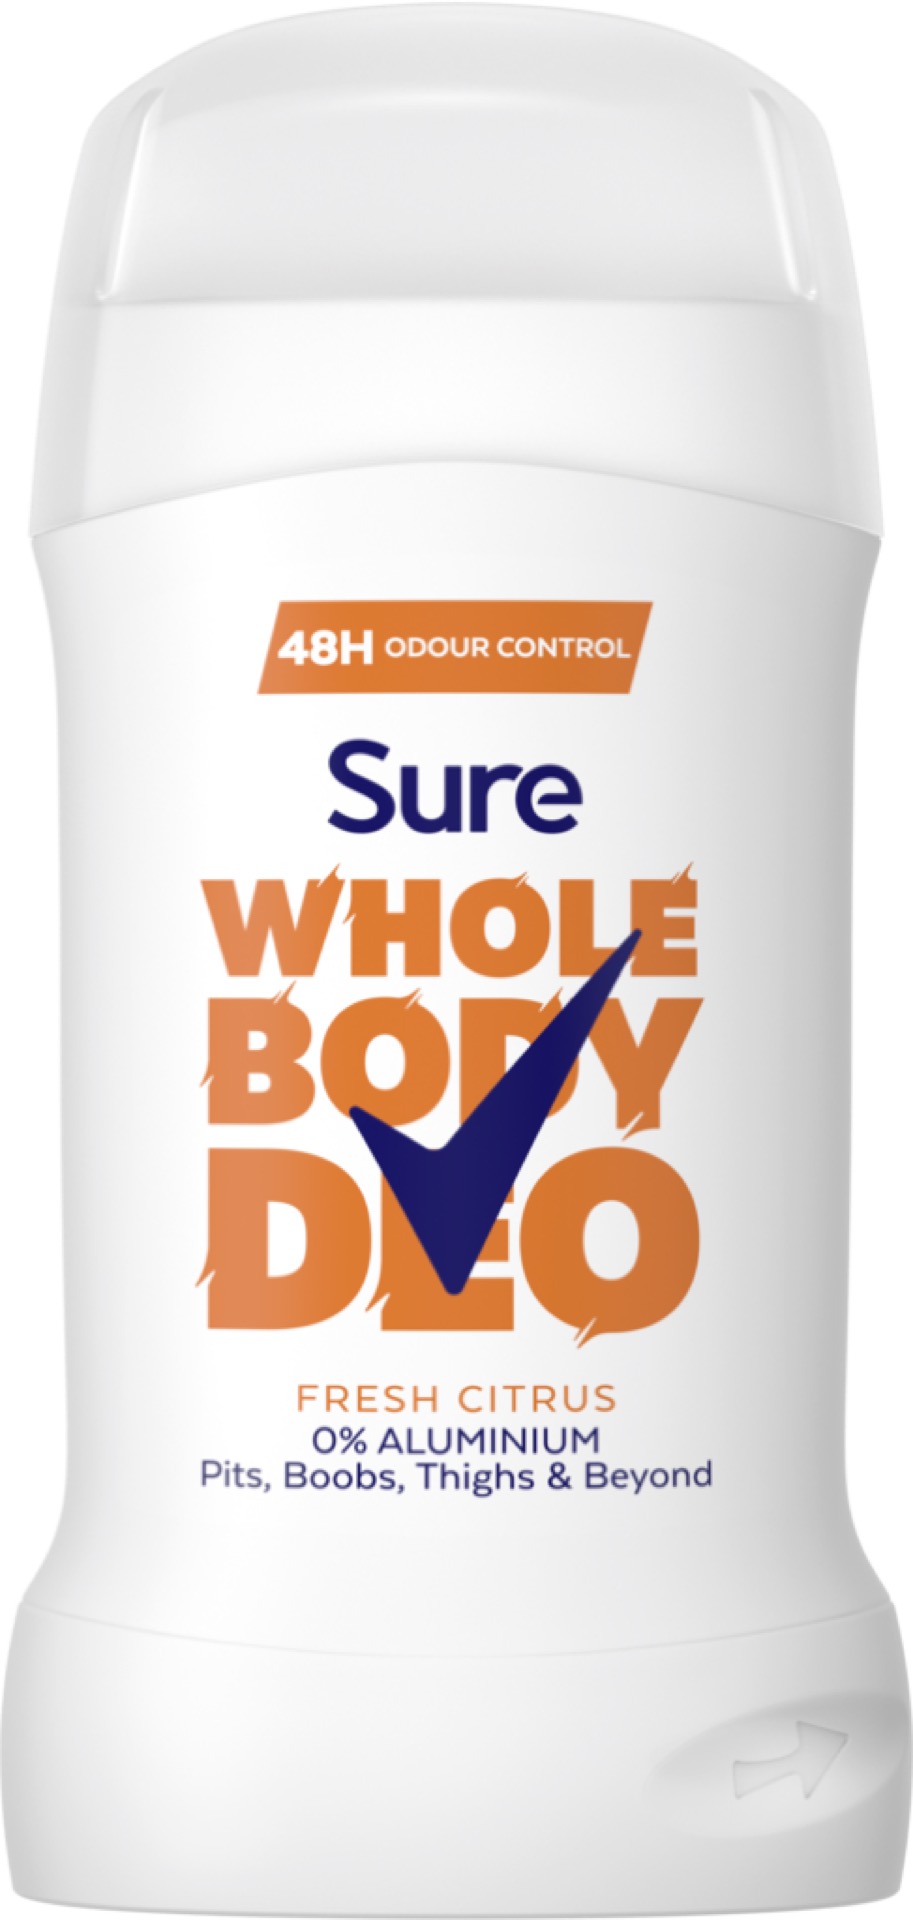 48H ODOUR CONTROL
Sure
WHOLE
BODY
DEO
FRESH CITRUS
0% ALUMINIUM
Pits, Boobs, Thighs & Beyond